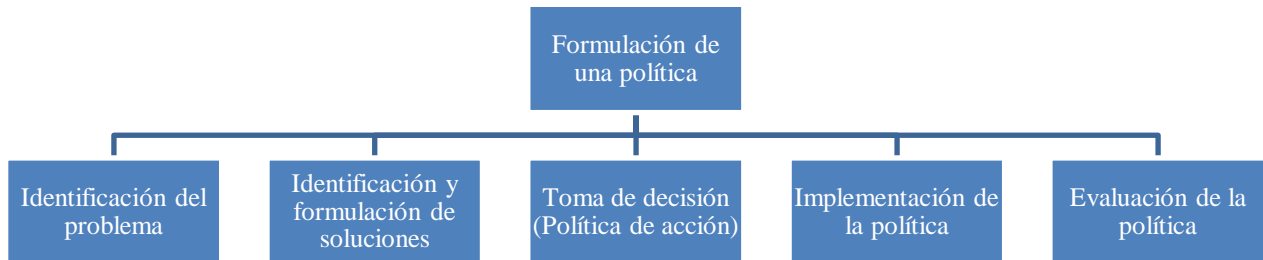 Formulación de
una política
Identificación del
problema
Identificación y
formulación de
soluciones
Toma de decisión
(Política de acción)
Implementación de
la política
Evaluación de la
política